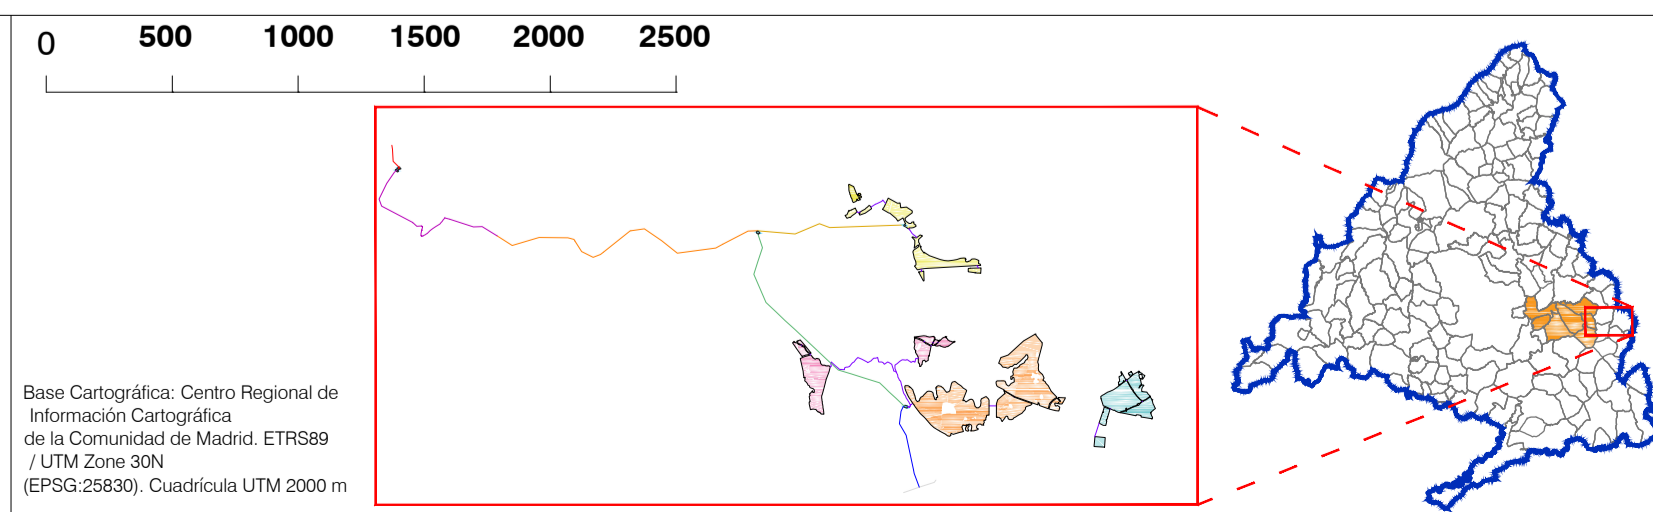 0 500 1000 1500 2000 2500
Base Cartográfica: Centro Regional de
Información Cartográfica
de la Comunidad de Madrid. ETRS89
/ UTM Zone 30N
(EPSG:25830). Cuadrícula UTM 2000 m